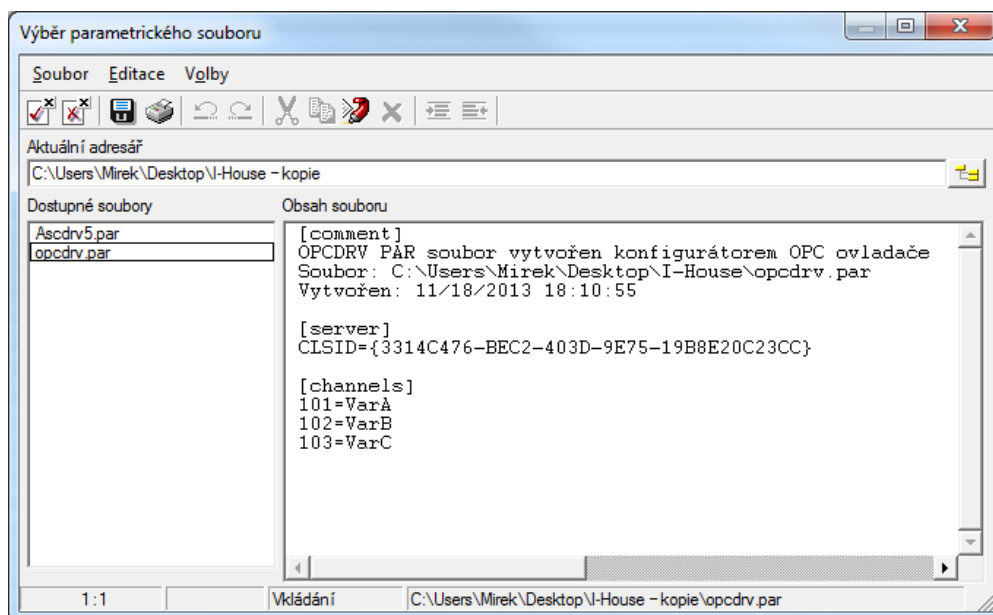 Výběr parametrického souboru
Soubor Editace Volby
Aktuální adresář
C:\Users\Mirek\Desktop\I-House – kopie
Dostupné soubory
Obsah souboru
Ascdrv5.par
opcdrv.par
[comment]
OPCDRV PAR soubor vytvořen konfigurátorem OPC ovladače
Soubor: C:\Users\Mirek\Desktop\I-House\opcdrv.par
Vytvořen: 11/18/2013 18:10:55
[server]
CLSID={3314C476-BEC2-403D-9E75-19B8E20C23CC}
[channels]
101=VarA
102=VarB
103=VarC
1:1 Vkládání C:\Users\Mirek\Desktop\I-House – kopie\opcdrv.par